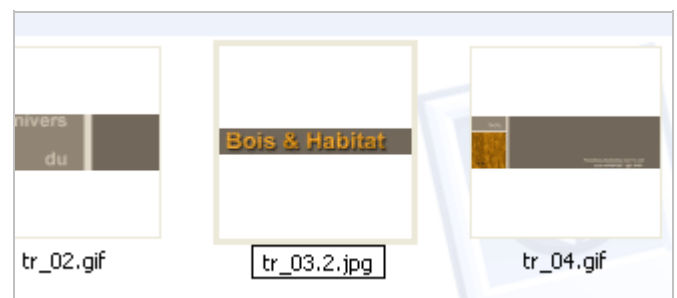 nivers
du
Bois & Habitat
tr_02.gif
tr_03.2.jpg
tr_04.gif